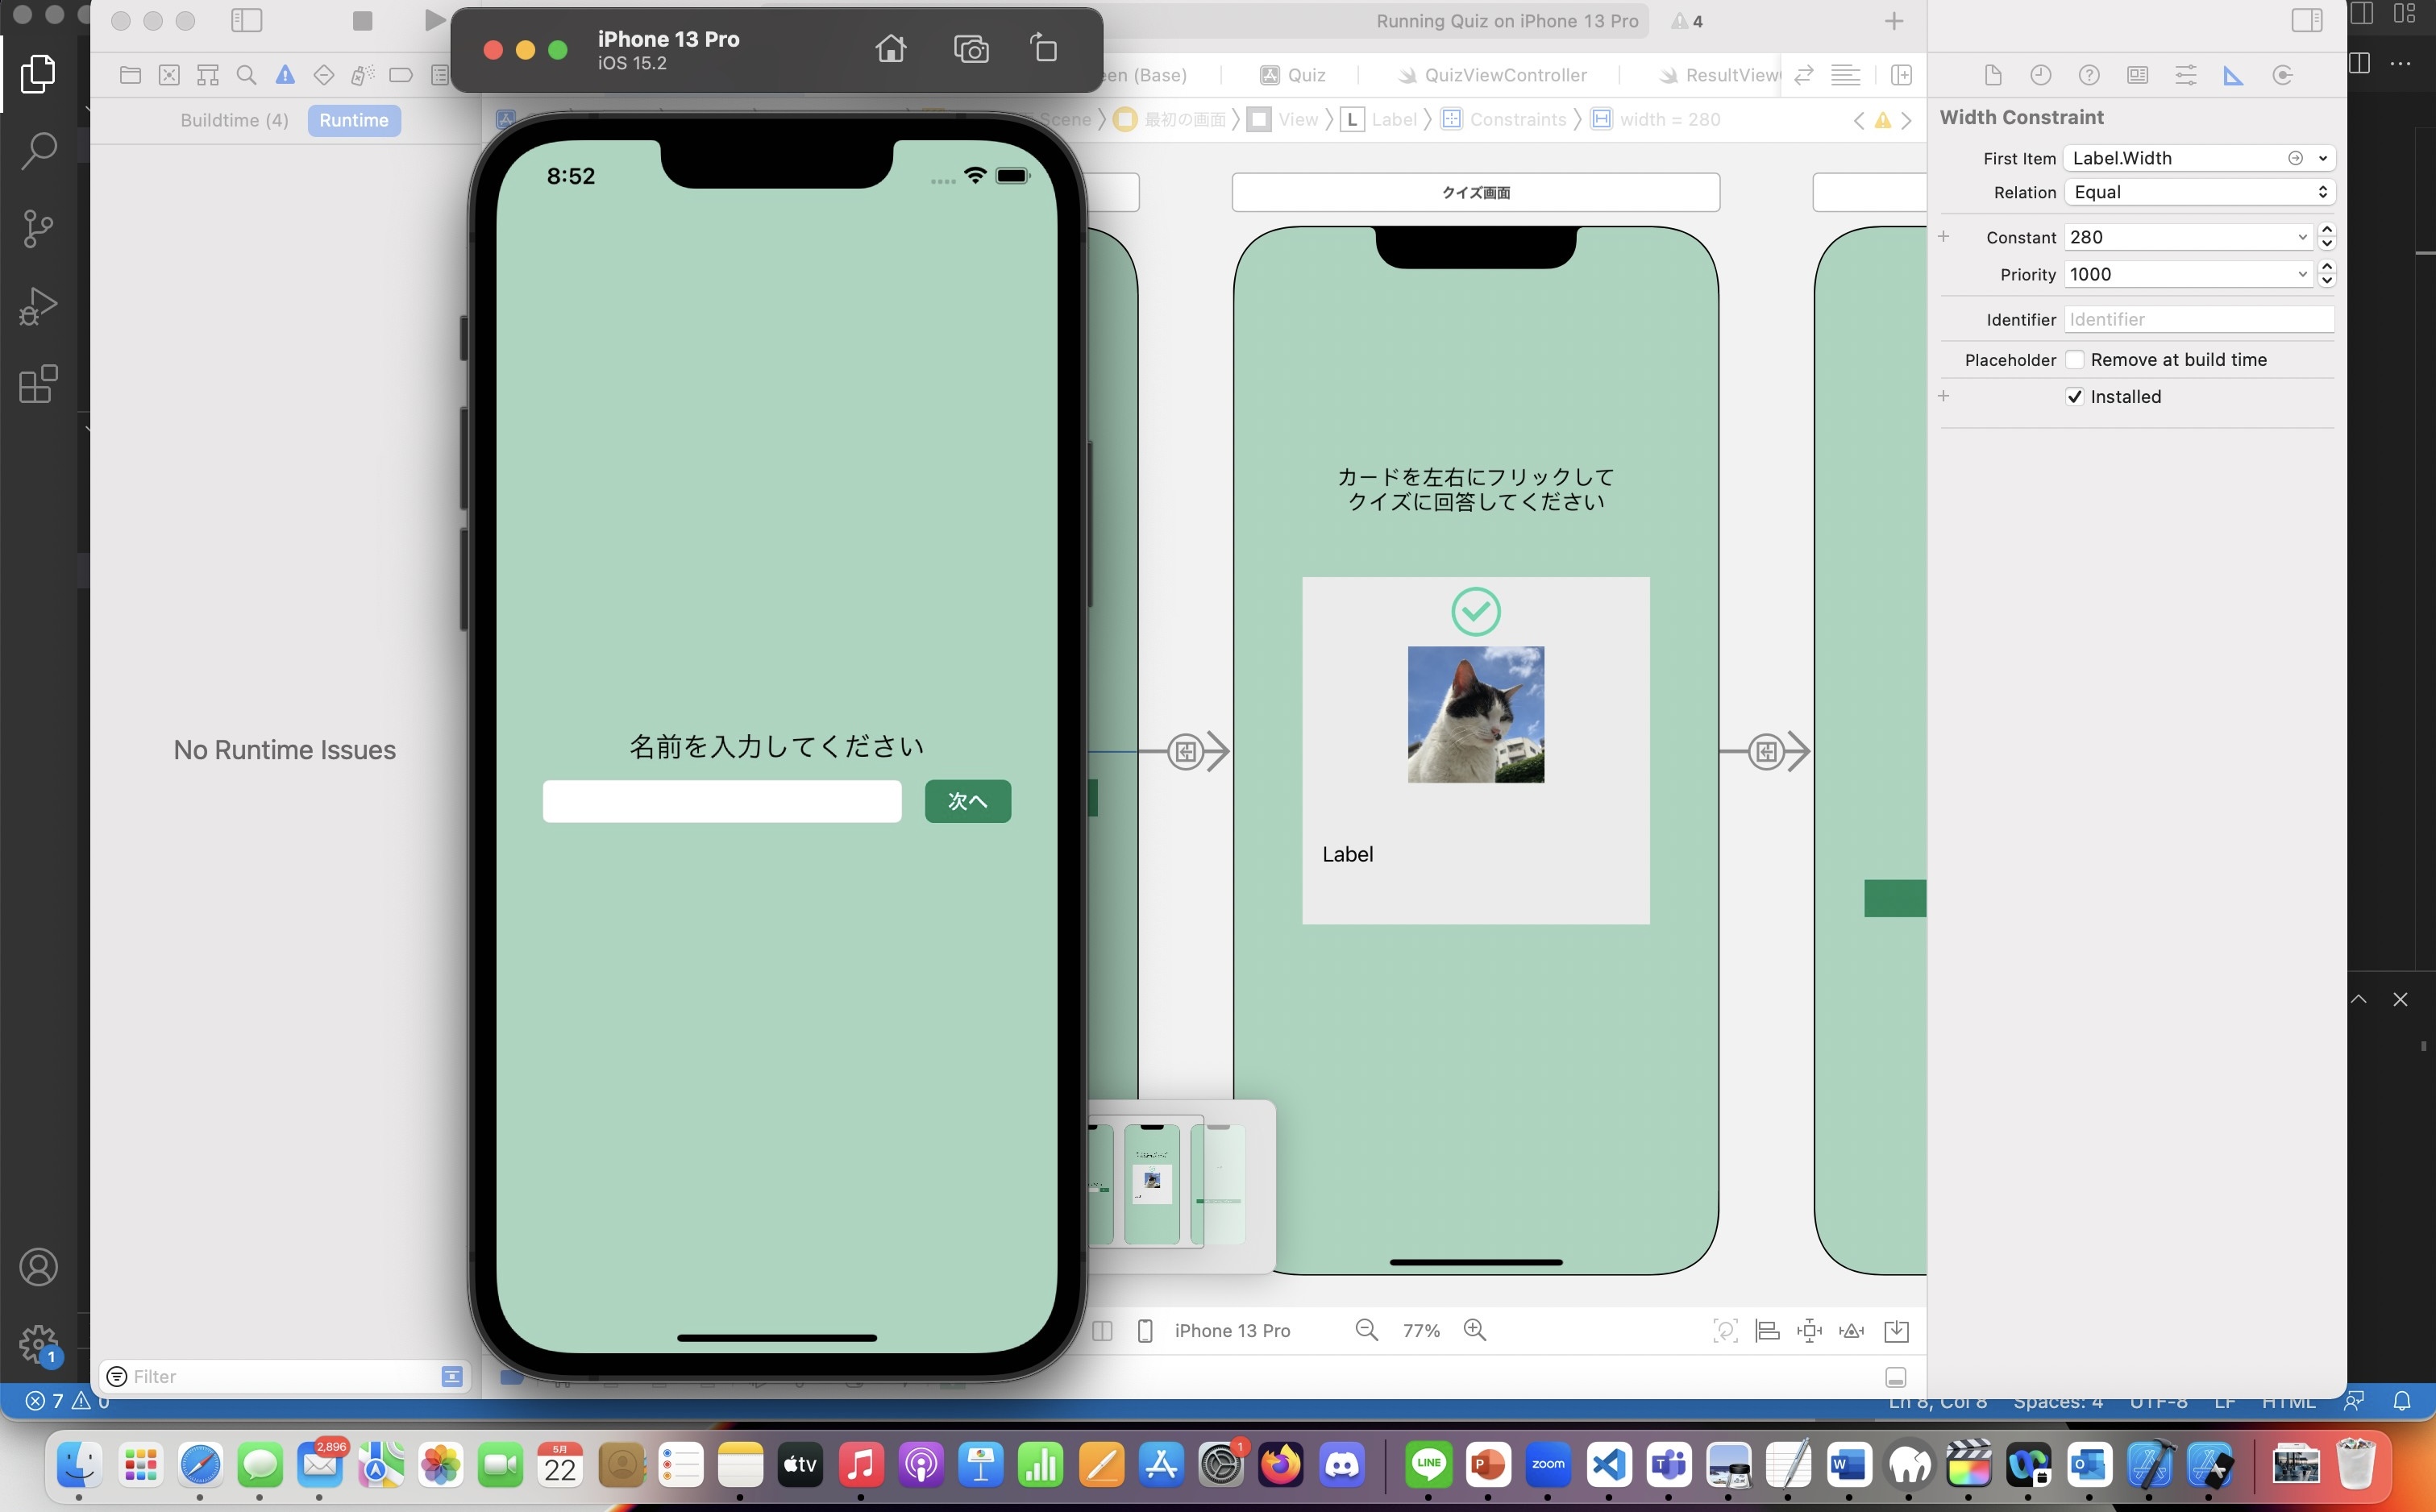 iPhone 13 Pro
iOS 15.2
Running Quiz on iPhone 13 Pro
4
een (Base)
Quiz
QuizViewController
ResultView
Buildtime (4)
Runtime
Scene
最初の画面
View
L
Label
Constraints
width = 280
Width Constraint
First Item
Label.Width
Relation
Equal
Constant
280
Priority
1000
Identifier
Identifier
Placeholder
Remove at build time
Installed
8:52
クイズ画面
カードを左右にフリックして
クイズに回答してください
No Runtime Issues
名前を入力してください
次へ
Label
iPhone 13 Pro
77%
Filter
1
7
0
Ln 8, Col 8
Spaces: 4
UTF-8
LF
HTML
2,896
5月
22
tv
1
LINE
P
zoom
T
W
O